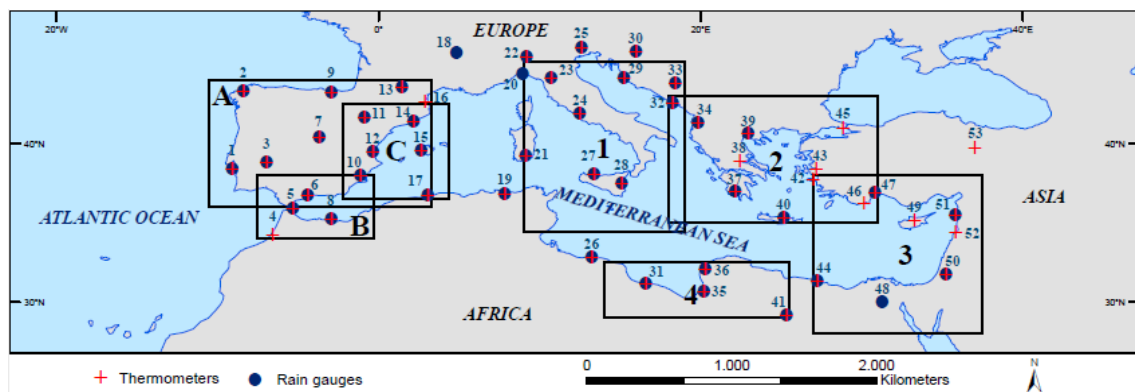 20°W 0° 20°E 40°E
EUROPE
18 22 25 30
2 9 13 16 20 23 29 33
A 11 14 24 32 34 45
7 39 53
40°N 40°N
3 12 15 C 1 38 2 43
1 10 21 27 28 42
6 17 19 37 46 47 ASIA
5 8 MEDITERRANEAN SEA 40 49 51
ATLANTIC OCEAN 4 B 52
26 3
31 36 4 44 50
30°N 35 48 30°N
AFRICA 41
0 1.000 2.000 N
Thermometers Rain gauges Kilometers